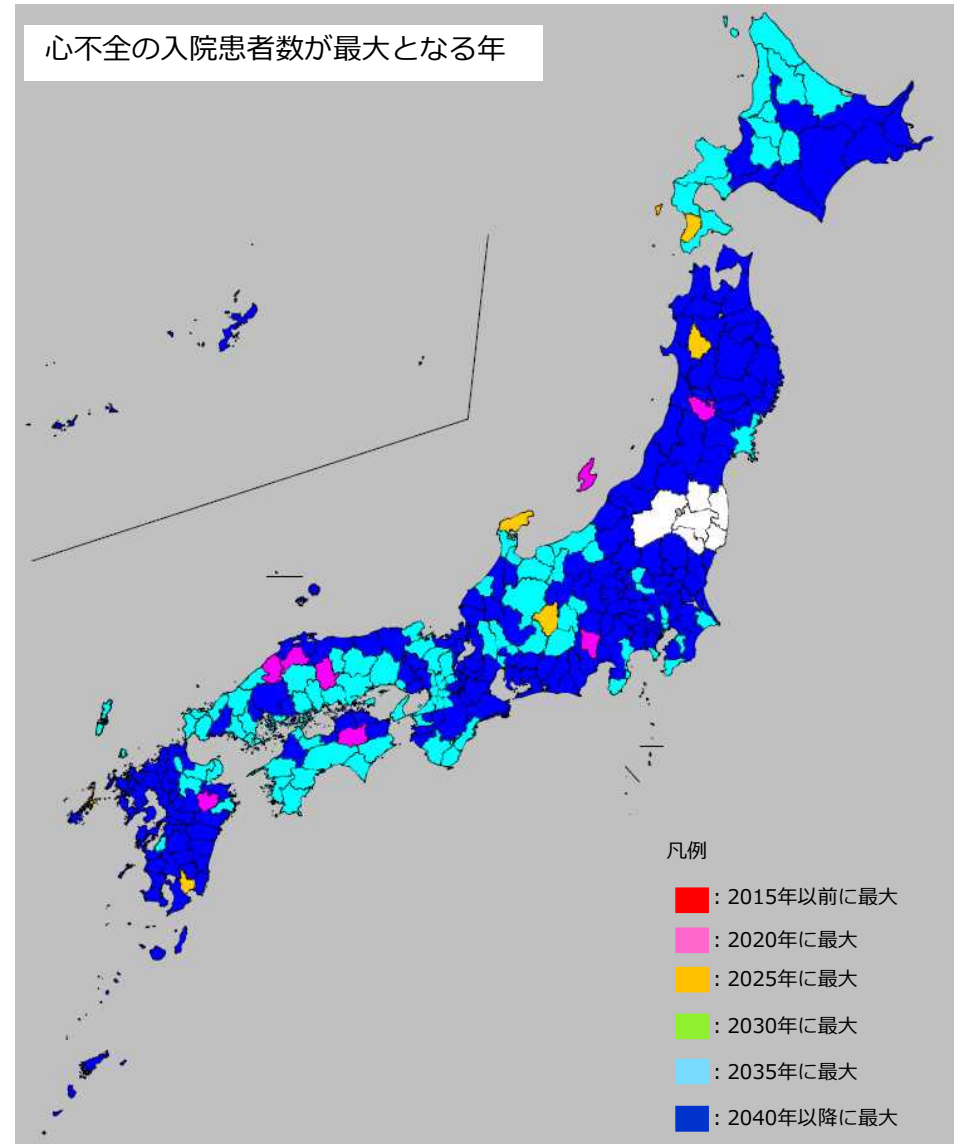 心不全の入院患者数が最大となる年
凡例
：2015年以前に最大
：2020年に最大
：2025年に最大
：2030年に最大
：2035年に最大
：2040年以降に最大